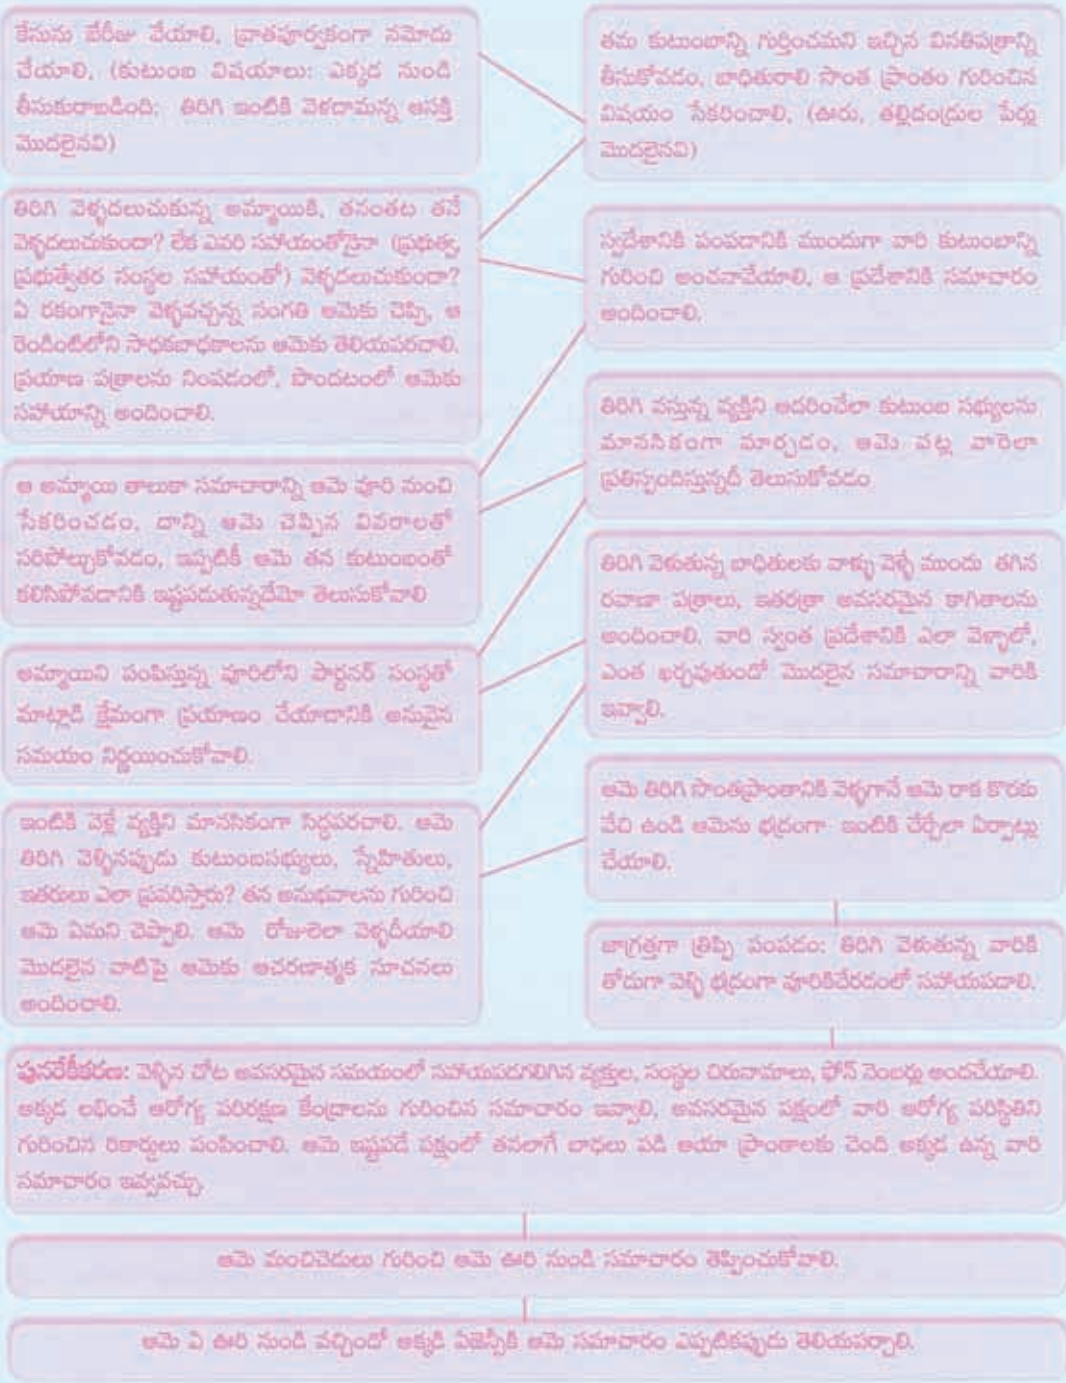 కేసును బేరీజు వేయాలి, వ్రాతపూర్వకంగా నమోదు
చేయాలి, (కుటుంబ విషయాలు: ఎక్కడ నుండి
తీసుకురాబడింది; తిరిగి ఇంటికి వెళదామన్న ఆసక్తి
మొదలైనవి)
తమ కుటుంబాన్ని గుర్తించమని ఇచ్చిన వినతిపత్రాన్ని
తీసుకోవడం, బాధితురాలి సొంత ప్రాంతం గురించిన
విషయం సేకరించాలి, (ఊరు, తల్లిదండ్రుల పేర్లు
మొదలైనవి)
తిరిగి వెళ్ళదలుచుకున్న అమ్మాయికి, తనంతట తనే
వెళ్ళదలుచుకుందా? లేక ఎవరి సహాయంతోనైనా (ప్రభుత్వ,
ప్రభుత్వేతర సంస్థల సహాయంతో) వెళ్ళదలుచుకుందా?
ఏ రకంగానైనా వెళ్ళవచ్చన్న సంగతి ఆమెకు చెప్పి, ఆ
రెండింటిలోని సాధకబాధకాలను ఆమెకు తెలియపరచాలి.
ప్రయాణ పత్రాలను నింపడంలో, పొందటంలో ఆమెకు
సహాయాన్ని అందించాలి.
స్వదేశానికి పంపడానికి ముందుగా వారి కుటుంబాన్ని
గురించి అంచనావేయాలి, ఆ ప్రదేశానికి సమాచారం
అందించాలి.
ఆ అమ్మాయి తాలుకా సమాచారాన్ని ఆమె వూరి నుంచి
సేకరించడం, దాన్ని ఆమె చెప్పిన వివరాలతో
సరిపోల్చుకోవడం, ఇప్పటికీ ఆమె తన కుటుంబంతో
కలిసిపోవడానికి ఇష్టపడుతున్నదేమో తెలుసుకోవాలి
తిరిగి వస్తున్న వ్యక్తిని ఆదరించేలా కుటుంబ సభ్యులను
మానసికంగా మార్చడం, ఆమె పట్ల వారెలా
ప్రతిస్పందిస్తున్నదీ తెలుసుకోవడం
అమ్మాయిని పంపిస్తున్న వూరిలోని పార్టనర్ సంస్థతో
మాట్లాడి క్షేమంగా ప్రయాణం చేయడానికి అనువైన
సమయం నిర్ణయించుకోవాలి.
తిరిగి వెళుతున్న బాధితులకు వాళ్ళు వెళ్ళే ముందు తగిన
రవాణా పత్రాలు, ఇతరత్రా అవసరమైన కాగితాలను
అందించాలి. వారి స్వంత ప్రదేశానికి ఎలా వెళ్ళాలో,
ఎంత ఖర్చవుతుందో మొదలైన సమాచారాన్ని వారికి
ఇవ్వాలి.
ఇంటికి వెళ్లే వ్యక్తిని మానసికంగా సిద్ధపరచాలి. ఆమె
తిరిగి వెళ్ళినప్పుడు కుటుంబసభ్యులు, స్నేహితులు,
ఇతరులు ఎలా ప్రవర్తిస్తారు? తన అనుభవాలను గురించి
ఆమె ఏమని చెప్పాలి. ఆమె రోజులెలా వెళ్ళదీయాలి
మొదలైన వాటిపై ఆమెకు ఆచరణాత్మక సూచనలు
అందించాలి.
ఆమె తిరిగి సొంతప్రాంతానికి వెళ్ళగానే ఆమె రాక కొరకు
వేచి ఉండి ఆమెను భద్రంగా ఇంటికి చేర్చేలా ఏర్పాట్లు
చేయాలి.
జాగ్రత్తగా త్రిప్పి పంపడం: తిరిగి వెళుతున్న వారికి
తోడుగా వెళ్ళి భద్రంగా వూరికిచేరడంలో సహాయపడాలి.
పునరేకీకరణ: వెళ్ళిన చోట అవసరమైన సమయంలో సహాయపడగలిగిన వ్యక్తుల, సంస్థల చిరునామాలు, ఫోన్ నెంబర్లు అందచేయాలి.
అక్కడ లభించే ఆరోగ్య పరిరక్షణ కేంద్రాలను గురించిన సమాచారం ఇవ్వాలి, అవసరమైన పక్షంలో వారి ఆరోగ్య పరిస్థితిని
గురించిన రికార్డులు పంపించాలి. ఆమె ఇష్టపడే పక్షంలో తనలాగే బాధలు పడి ఆయా ప్రాంతాలకు చెంది అక్కడ ఉన్న వారి
సమాచారం ఇవ్వవచ్చు.
ఆమె మంచిచెడులు గురించి ఆమె ఊరి నుండి సమాచారం తెప్పించుకోవాలి.
ఆమె ఏ ఊరి నుండి వచ్చిందో అక్కడి ఏజెన్సీకి ఆమె సమాచారం ఎప్పటికప్పుడు తెలియపర్చాలి.